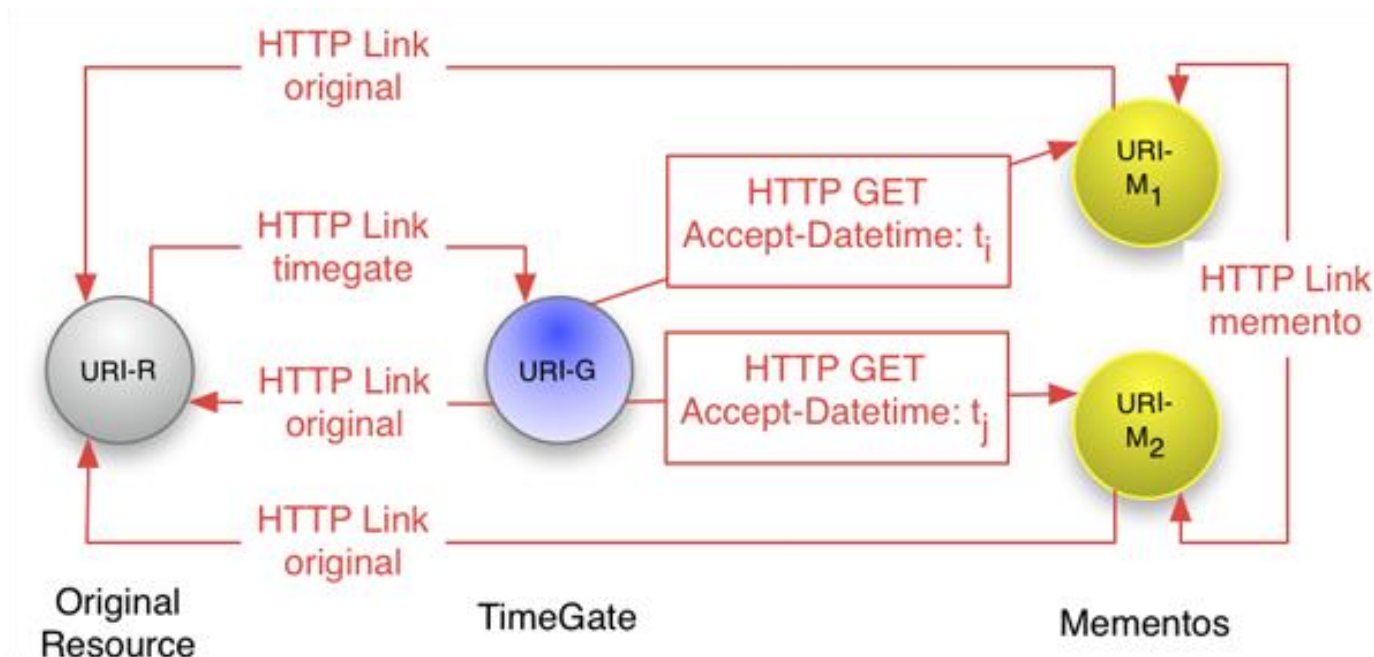 HTTP Link
original
URI-
M1
HTTP GET
Accept-Datetime: ti
HTTP Link
timegate
HTTP Link
memento
URI-R
URI-G
HTTP Link
original
HTTP GET
Accept-Datetime: tj
URI-
M2
HTTP Link
original
Original
Resource
TimeGate
Mementos